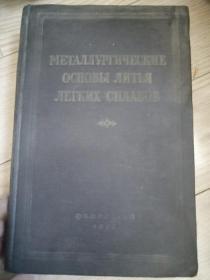 МЕТАЛЛУРГИЧЕСКИЕ
ОСНОВЫ ЛИТЬЯ
ЛЕГКИХ СПЛАВОВ